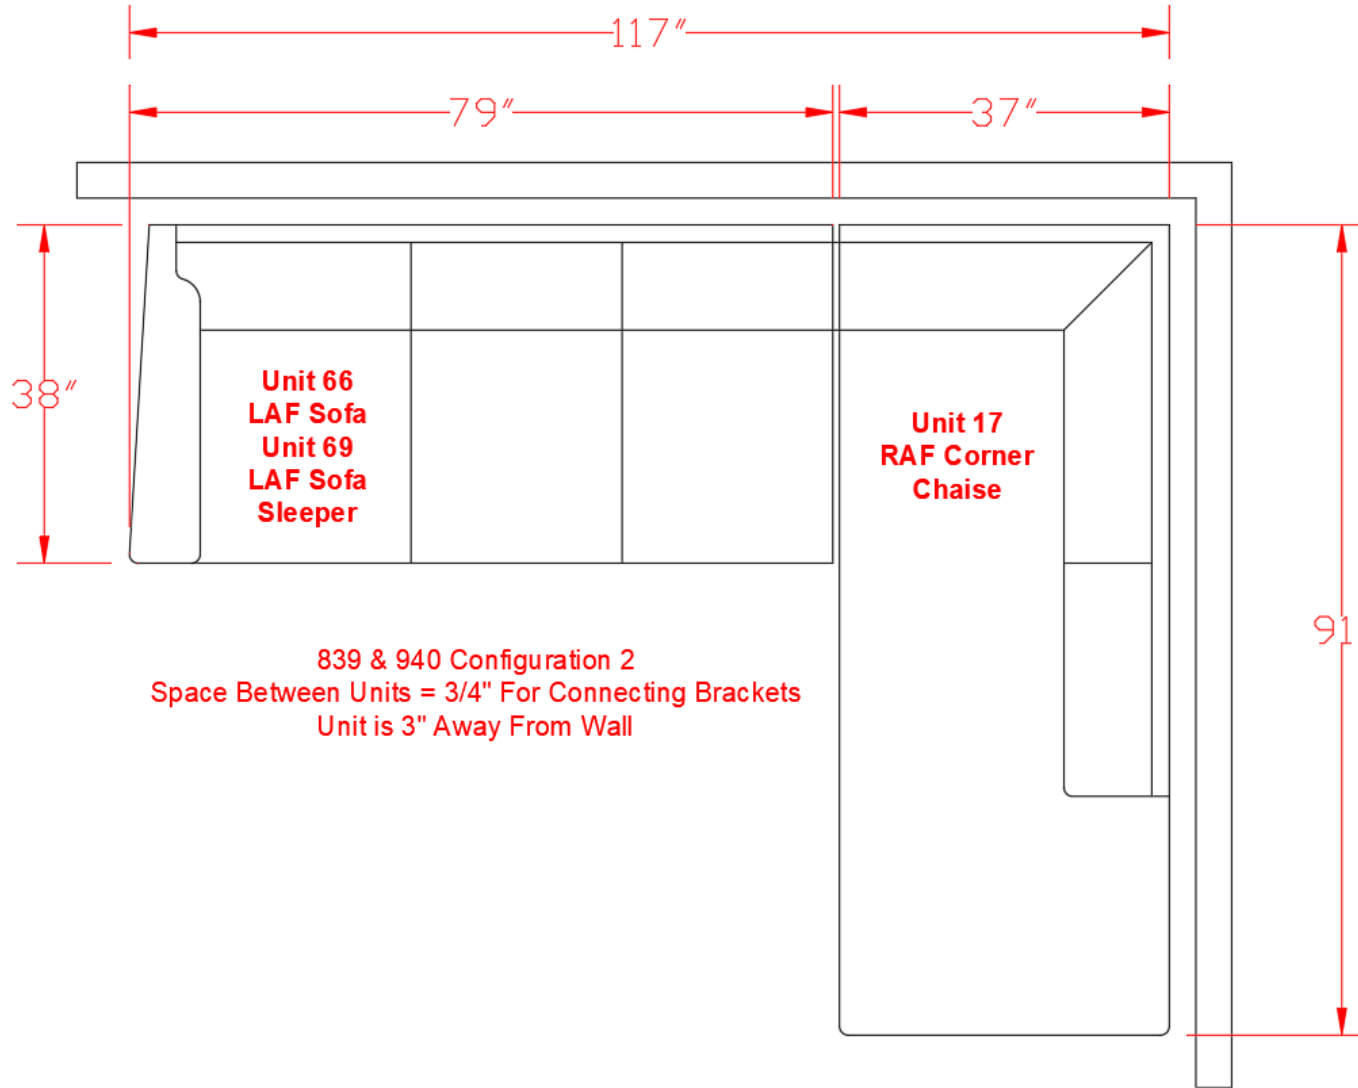 117"
79"
37"
38"
Unit 66
LAF Sofa
Unit 69
LAF Sofa
Sleeper
Unit 17
RAF Corner
Chaise
91
839 & 940 Configuration 2
Space Between Units = 3/4" For Connecting Brackets
Unit is 3" Away From Wall